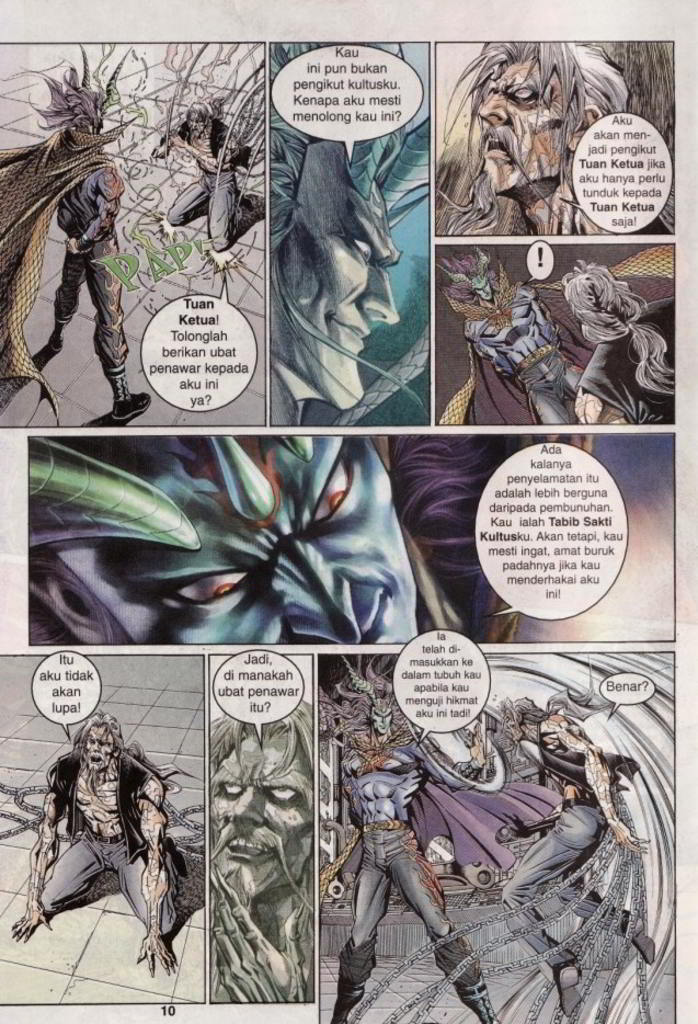 PAP!
Tuan
Ketua!
Tolonglah
berikan ubat
penawar kepada
aku ini
ya?
Kau
ini pun bukan
pengikut kultusku.
Kenapa aku mesti
menolong kau ini?
Aku
akan men-
jadi pengikut
Tuan Ketua jika
aku hanya perlu
tunduk kepada
Tuan Ketua
saja!
!
Ada
kalanya
penyelamatan itu
adalah lebih berguna
daripada pembunuhan.
Kau ialah Tabib Sakti
Kultusku. Akan tetapi, kau
mesti ingat, amat buruk
padahnya jika kau
menderhakai aku
ini!
Itu
aku tidak
akan
lupa!
Jadi,
di manakah
ubat penawar
itu?
Ia
telah di-
masukkan ke
dalam tubuh kau
apabila kau
menguji hikmat
aku ini tadi!
Benar?
10